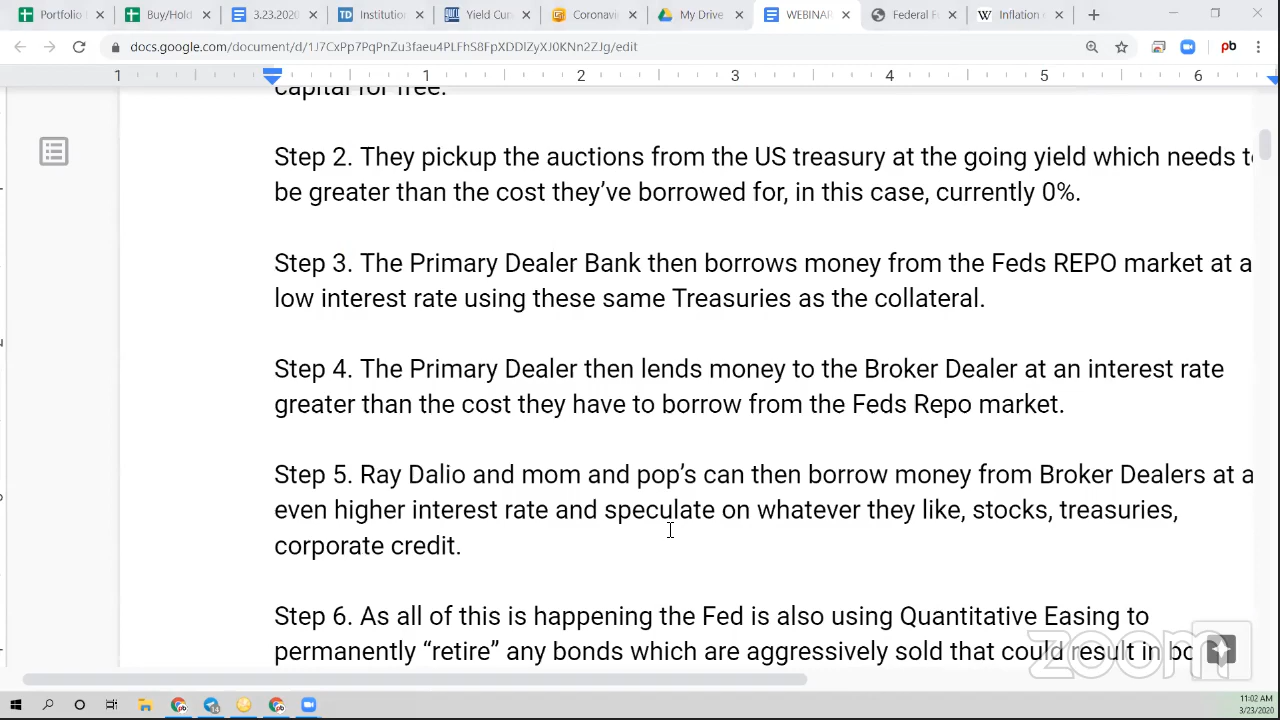 Portfolio
Buy/Hold
3.23.2020
Institution
Yield Cur
Coronavi
My Drive
WEBINAR
Federal
Inflation
docs.google.com/document/d/
/edit
1 1 2 3 4 5 6
capital for free.
Step 2. They pickup the auctions from the US treasury at the going yield which needs to
be greater than the cost they’ve borrowed for, in this case, currently 0%.
Step 3. The Primary Dealer Bank then borrows money from the Feds REPO market at a
low interest rate using these same Treasuries as the collateral.
Step 4. The Primary Dealer then lends money to the Broker Dealer at an interest rate
greater than the cost they have to borrow from the Feds Repo market.
Step 5. Ray Dalio and mom and pop’s can then borrow money from Broker Dealers at a
even higher interest rate and speculate on whatever they like, stocks, treasuries,
corporate credit.
Step 6. As all of this is happening the Fed is also using Quantitative Easing to
permanently “retire” any bonds which are aggressively sold that could result in bo
zoom
11:02 AM
3/23/2020